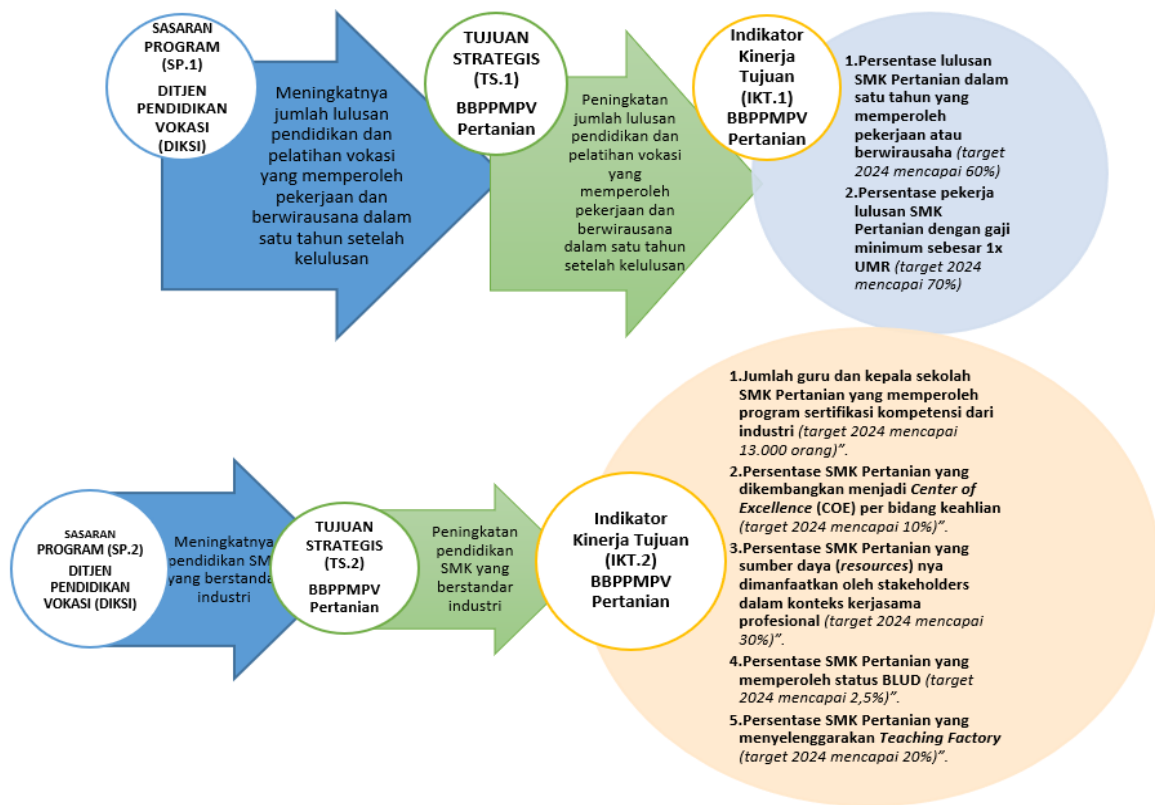 SASARAN
PROGRAM
(SP.1)
DITJEN
PENDIDIKAN
VOKASI
(DIKSI)
Meningkatnya
jumlah lulusan
pendidikan dan
pelatihan vokasi
yang memperoleh
pekerjaan dan
berwirausana dalam
satu tahun setelah
kelulusan
TUJUAN
STRATEGIS
(TS.1)
BBPPMPV
Pertanian
Peningkatan
jumlah lulusan
pendidikan dan
pelatihan vokasi
yang
memperoleh
pekerjaan dan
berwirausana
dalam satu tahun
setelah kelulusan
Indikator
Kinerja
Tujuan
(IKT.1)
BBPPMPV
Pertanian
1.Persentase lulusan
SMK Pertanian dalam
satu tahun yang
memperoleh
pekerjaan atau
berwirausaha (target
2024 mencapai 60%)
2.Persentase pekerja
lulusan SMK
Pertanian dengan gaji
minimum sebesar 1x
UMR (target 2024
mencapai 70%)
SASARAN
PROGRAM (SP.2)
DITJEN
PENDIDIKAN
VOKASI (DIKSI)
Meningkatnya
pendidikan SMK
yang berstandar
industri
TUJUAN
STRATEGIS
(TS.2)
BBPPMPV
Pertanian
Peningkatan
pendidikan
SMK yang
berstandar
industri
Indikator
Kinerja Tujuan
(IKT.2)
BBPPMPV
Pertanian
1.Jumlah guru dan kepala sekolah
SMK Pertanian yang memperoleh
program sertifikasi kompetensi dari
industri (target 2024 mencapai
13.000 orang)”.
2.Persentase SMK Pertanian yang
dikembangkan menjadi Center of
Excellence (COE) per bidang keahlian
(target 2024 mencapai 10%)”.
3.Persentase SMK Pertanian yang
sumber daya (resources) nya
dimanfaatkan oleh stakeholders
dalam konteks kerjasama
profesional (target 2024 mencapai
30%)”.
4.Persentase SMK Pertanian yang
memperoleh status BLUD (target
2024 mencapai 2,5%)”.
5.Persentase SMK Pertanian yang
menyelenggarakan Teaching Factory
(target 2024 mencapai 20%)”.